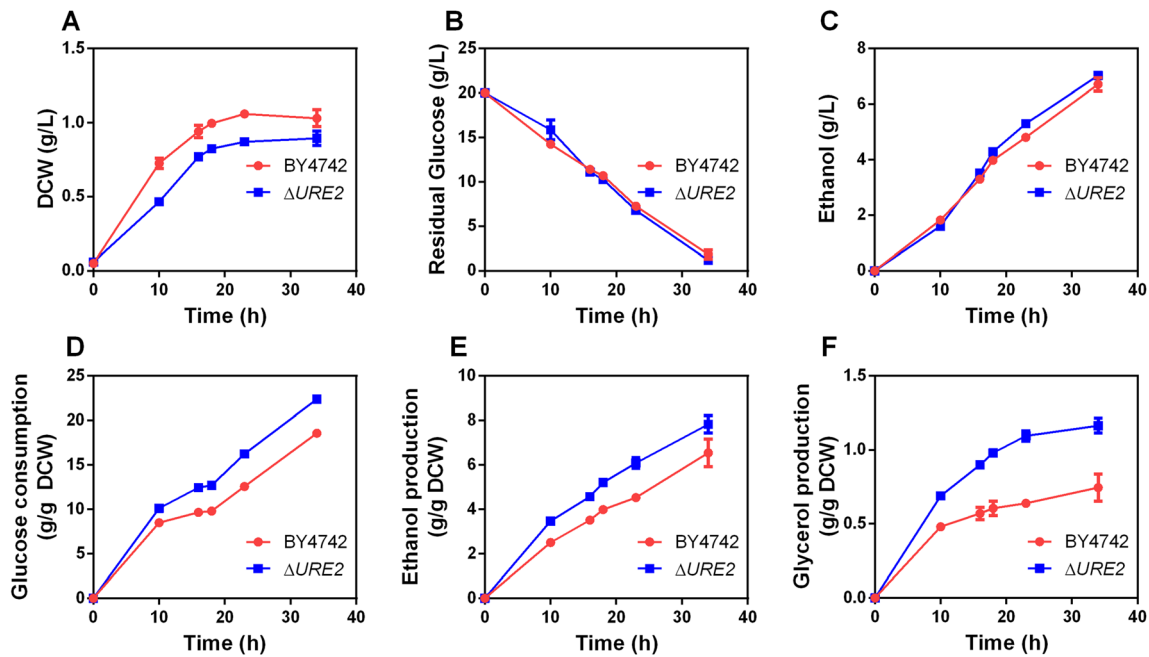 A
DCW (g/L)
1.5
1.0
0.5
0.0
BY4742
ΔURE2
0 10 20 30 40
Time (h)
B
Residual Glucose (g/L)
25
20
15
10
5
0
BY4742
ΔURE2
0 10 20 30 40
Time (h)
C
Ethanol (g/L)
8
6
4
2
0
BY4742
ΔURE2
0 10 20 30 40
Time (h)
D
Glucose consumption
(g/g DCW)
25
20
15
10
5
0
BY4742
ΔURE2
0 10 20 30 40
Time (h)
E
Ethanol production
(g/g DCW)
10
8
6
4
2
0
BY4742
ΔURE2
0 10 20 30 40
Time (h)
F
Glycerol production
(g/g DCW)
1.5
1.0
0.5
0.0
BY4742
ΔURE2
0 10 20 30 40
Time (h)